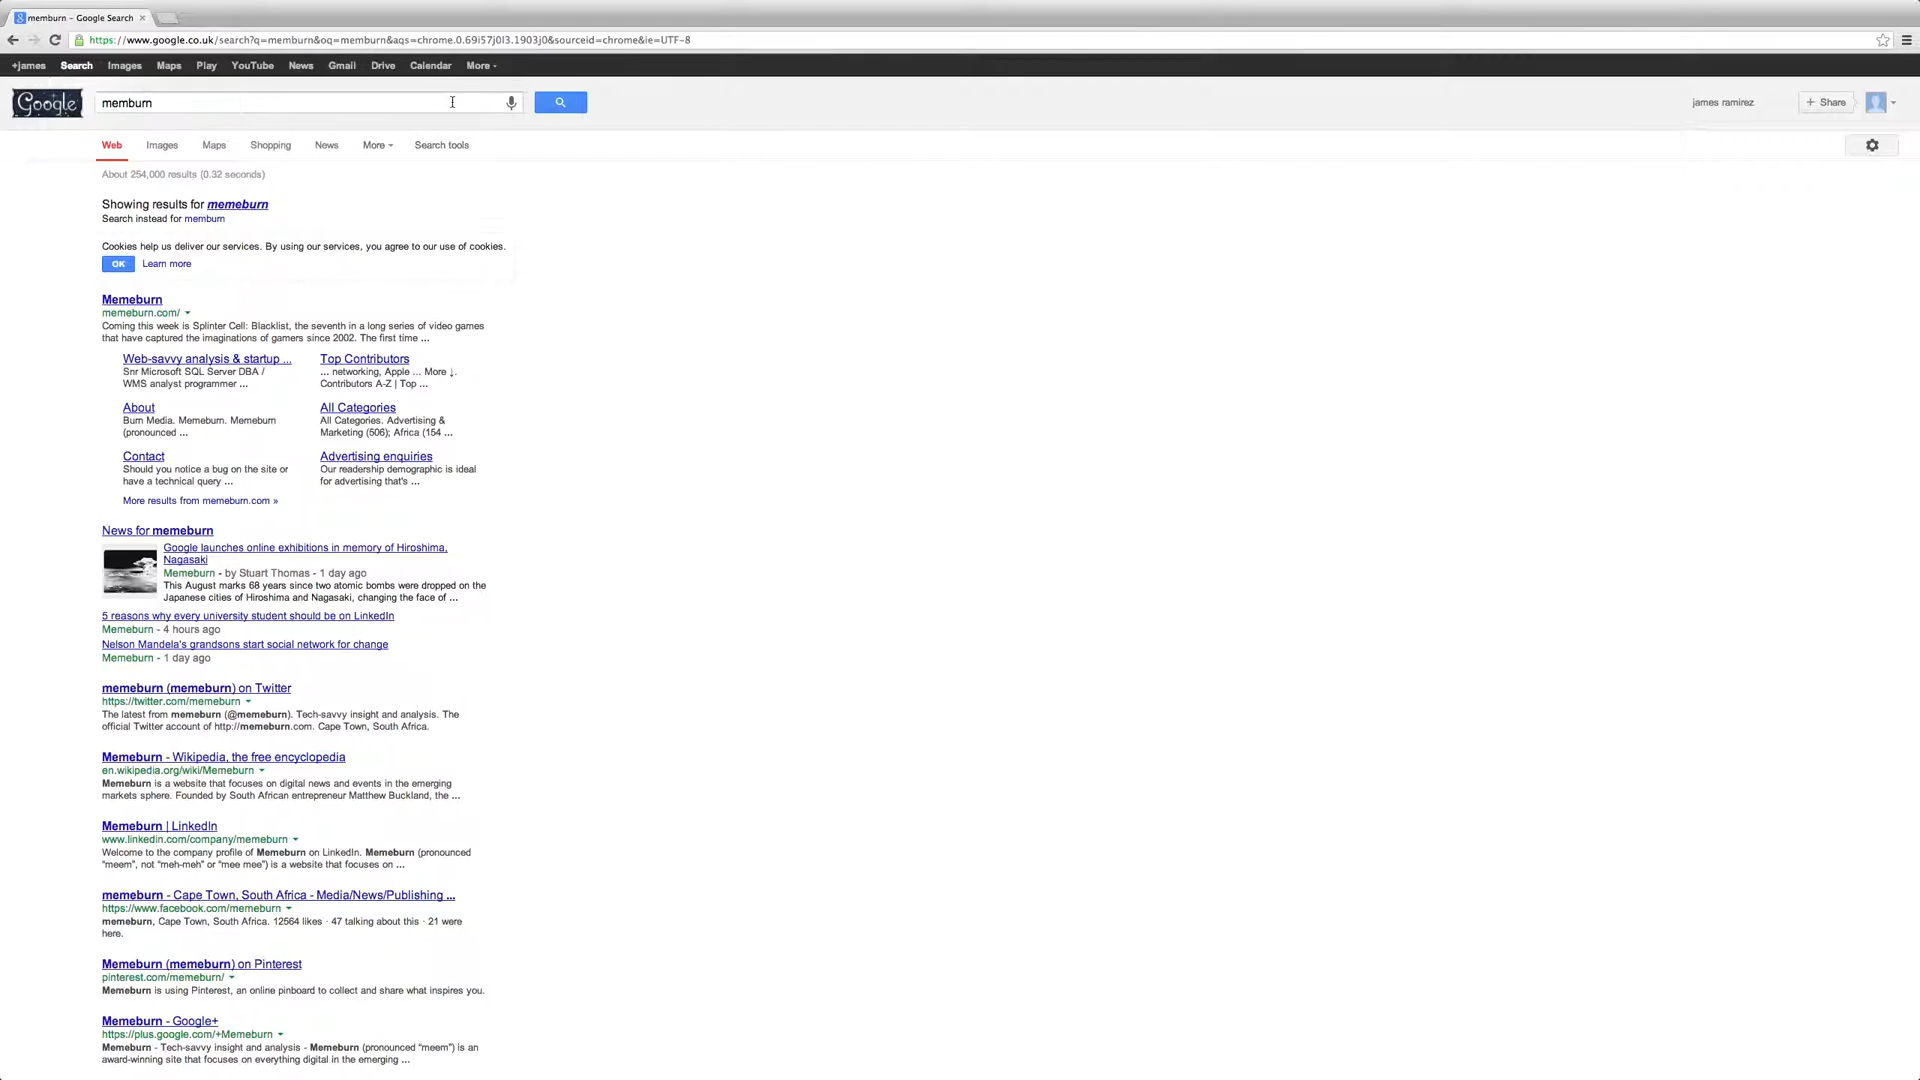 memburn - Google Search
https://www.google.co.uk/search?q=memburn&oq=memburn&aqs=chrome.0.69i57j0l3.1903j0&sourceid=chrome&ie=UTF-8
+james Search Images Maps Play YouTube News Gmail Drive Calendar More
Google memburn james ramirez + Share
Web Images Maps Shopping News More Search tools
About 254,000 results (0.32 seconds)
Showing results for memeburn
Search instead for memburn
Cookies help us deliver our services. By using our services, you agree to our use of cookies.
OK Learn more
Memeburn
memeburn.com/
Coming this week is Splinter Cell: Blacklist, the seventh in a long series of video games
that have captured the imaginations of gamers since 2002. The first time ...
Web-savvy analysis & startup ... Top Contributors
Snr Microsoft SQL Server DBA / ... networking, Apple ... More ↓.
WMS analyst programmer ... Contributors A-Z | Top ...
About All Categories
Burn Media. Memeburn. Memeburn All Categories. Advertising &
(pronounced ... Marketing (506); Africa (154 ...
Contact Advertising enquiries
Should you notice a bug on the site or Our readership demographic is ideal
have a technical query ... for advertising that's ...
More results from memeburn.com »
News for memeburn
Google launches online exhibitions in memory of Hiroshima,
Nagasaki
Memeburn - by Stuart Thomas - 1 day ago
This August marks 68 years since two atomic bombs were dropped on the
Japanese cities of Hiroshima and Nagasaki, changing the face of ...
5 reasons why every university student should be on LinkedIn
Memeburn - 4 hours ago
Nelson Mandela's grandsons start social network for change
Memeburn - 1 day ago
memeburn (memeburn) on Twitter
https://twitter.com/memeburn
The latest from memeburn (@memeburn). Tech-savvy insight and analysis. The
official Twitter account of http://memeburn.com. Cape Town, South Africa.
Memeburn - Wikipedia, the free encyclopedia
en.wikipedia.org/wiki/Memeburn
Memeburn is a website that focuses on digital news and events in the emerging
markets sphere. Founded by South African entrepreneur Matthew Buckland, the ...
Memeburn | LinkedIn
www.linkedin.com/company/memeburn
Welcome to the company profile of Memeburn on LinkedIn. Memeburn (pronounced
"meem", not "meh-meh" or "mee mee") is a website that focuses on ...
memeburn - Cape Town, South Africa - Media/News/Publishing ...
https://www.facebook.com/memeburn
memeburn, Cape Town, South Africa. 12564 likes · 47 talking about this · 21 were
here.
Memeburn (memeburn) on Pinterest
pinterest.com/memeburn/
Memeburn is using Pinterest, an online pinboard to collect and share what inspires you.
Memeburn - Google+
https://plus.google.com/+Memeburn
Memeburn - Tech-savvy insight and analysis - Memeburn (pronounced "meem") is an
award-winning site that focuses on everything digital in the emerging ...